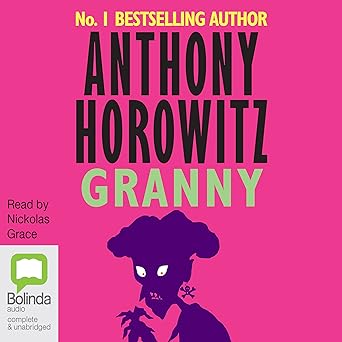 No. 1 BESTSELLING AUTHOR
ANTHONY
HOROWITZ
GRANNY
Read by
Nickolas
Grace
Bolinda
audio
complete
& unabridged